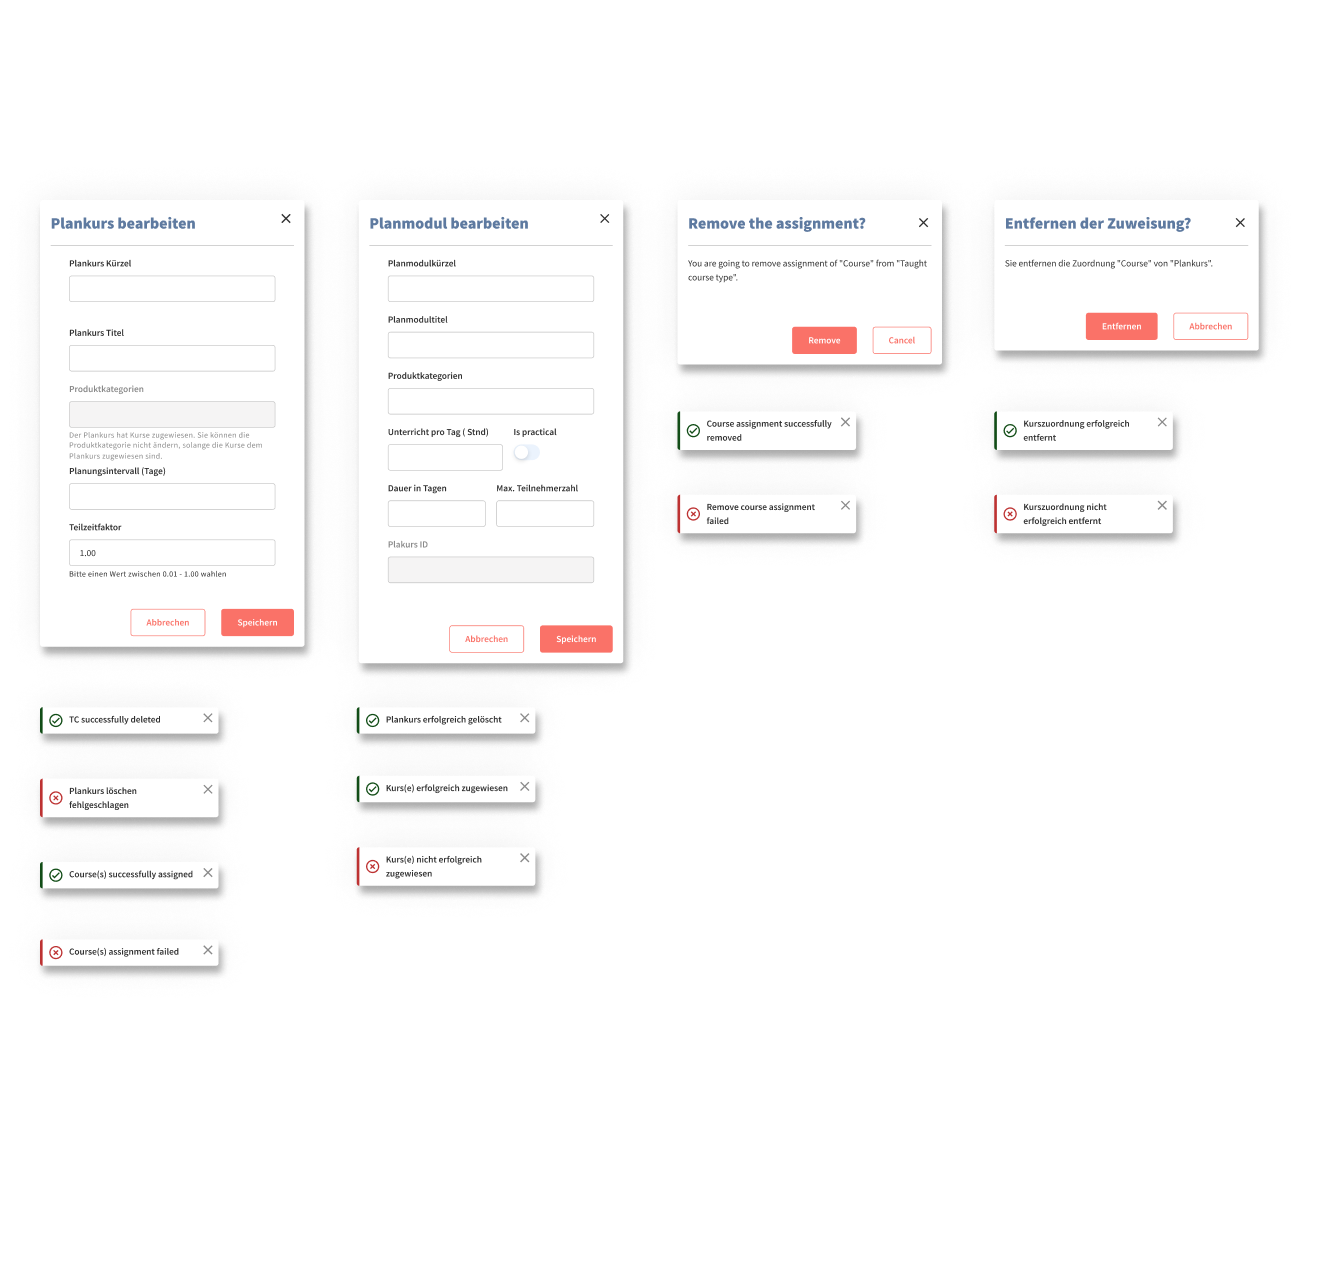 Plankurs bearbeiten
Plankurs Kürzel
Plankurs Titel
Produktkategorien
Der Plankurs hat Kurse zugewiesen. Sie können die
Produktkategorie nicht ändern, solange die Kurse dem
Plankurs zugewiesen sind.
Planungsintervall (Tage)
Teilzeitfaktor
1.00
Bitte einen Wert zwischen 0.01 - 1.00 wahlen
Abbrechen
Speichern
Planmodul bearbeiten
Planmodulkürzel
Planmodultitel
Produktkategorien
Unterricht pro Tag ( Stnd)
Is practical
Dauer in Tagen
Max. Teilnehmerzahl
Plakurs ID
Abbrechen
Speichern
Remove the assignment?
You are going to remove assignment of "Course" from "Taught
course type".
Remove
Cancel
Course assignment successfully
removed
Remove course assignment
failed
Entfernen der Zuweisung?
Sie entfernen die Zuordnung "Course" von "Plankurs".
Entfernen
Abbrechen
Kurszuordnung erfolgreich
entfernt
Kurszuordnung nicht
erfolgreich entfernt
TC successfully deleted
Plankurs löschen
fehlgeschlagen
Course(s) successfully assigned
Course(s) assignment failed
Plankurs erfolgreich gelöscht
Kurs(e) erfolgreich zugewiesen
Kurs(e) nicht erfolgreich
zugewiesen